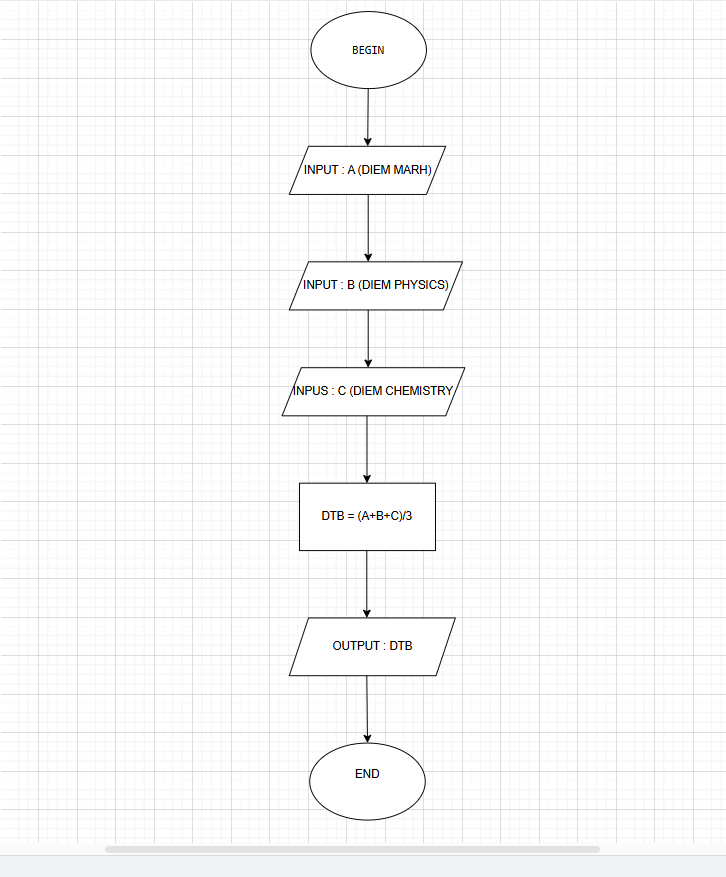 BEGIN
INPUT : A (DIEM MARH)
INPUT : B (DIEM PHYSICS)
INPUS : C (DIEM CHEMISTRY
DTB = (A+B+C)/3
OUTPUT : DTB
END